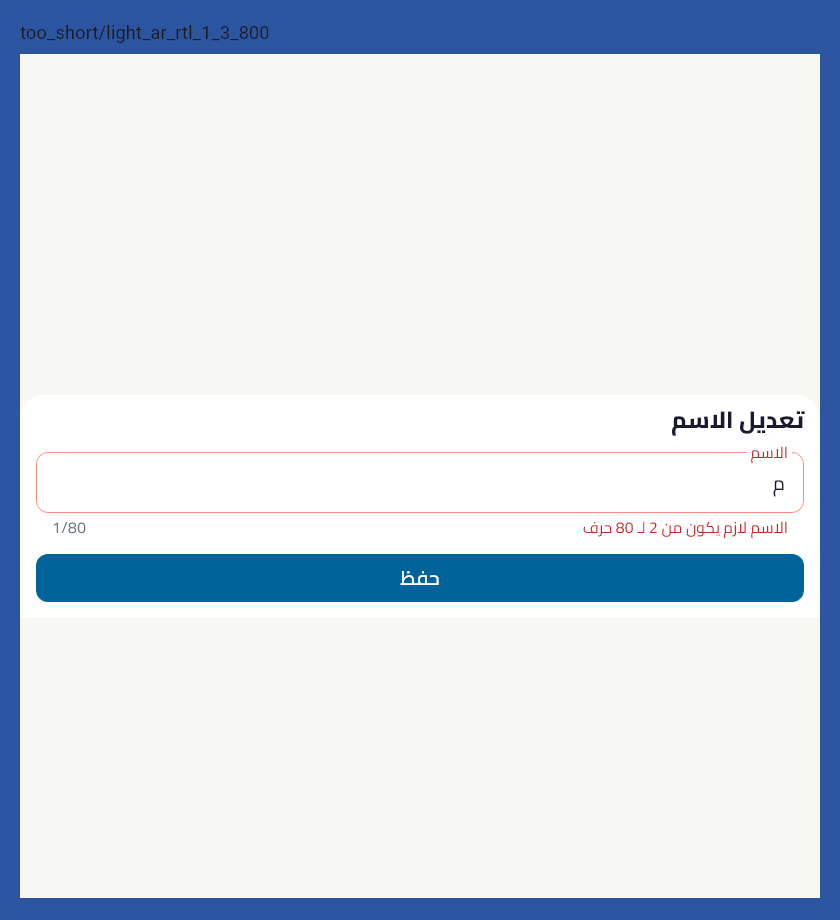 too_short/light_ar_rtl_1_3_800
تعديل الاسم
الاسم
م
الاسم لازم يكون من 2 لـ 80 حرف
1/80
حفظ